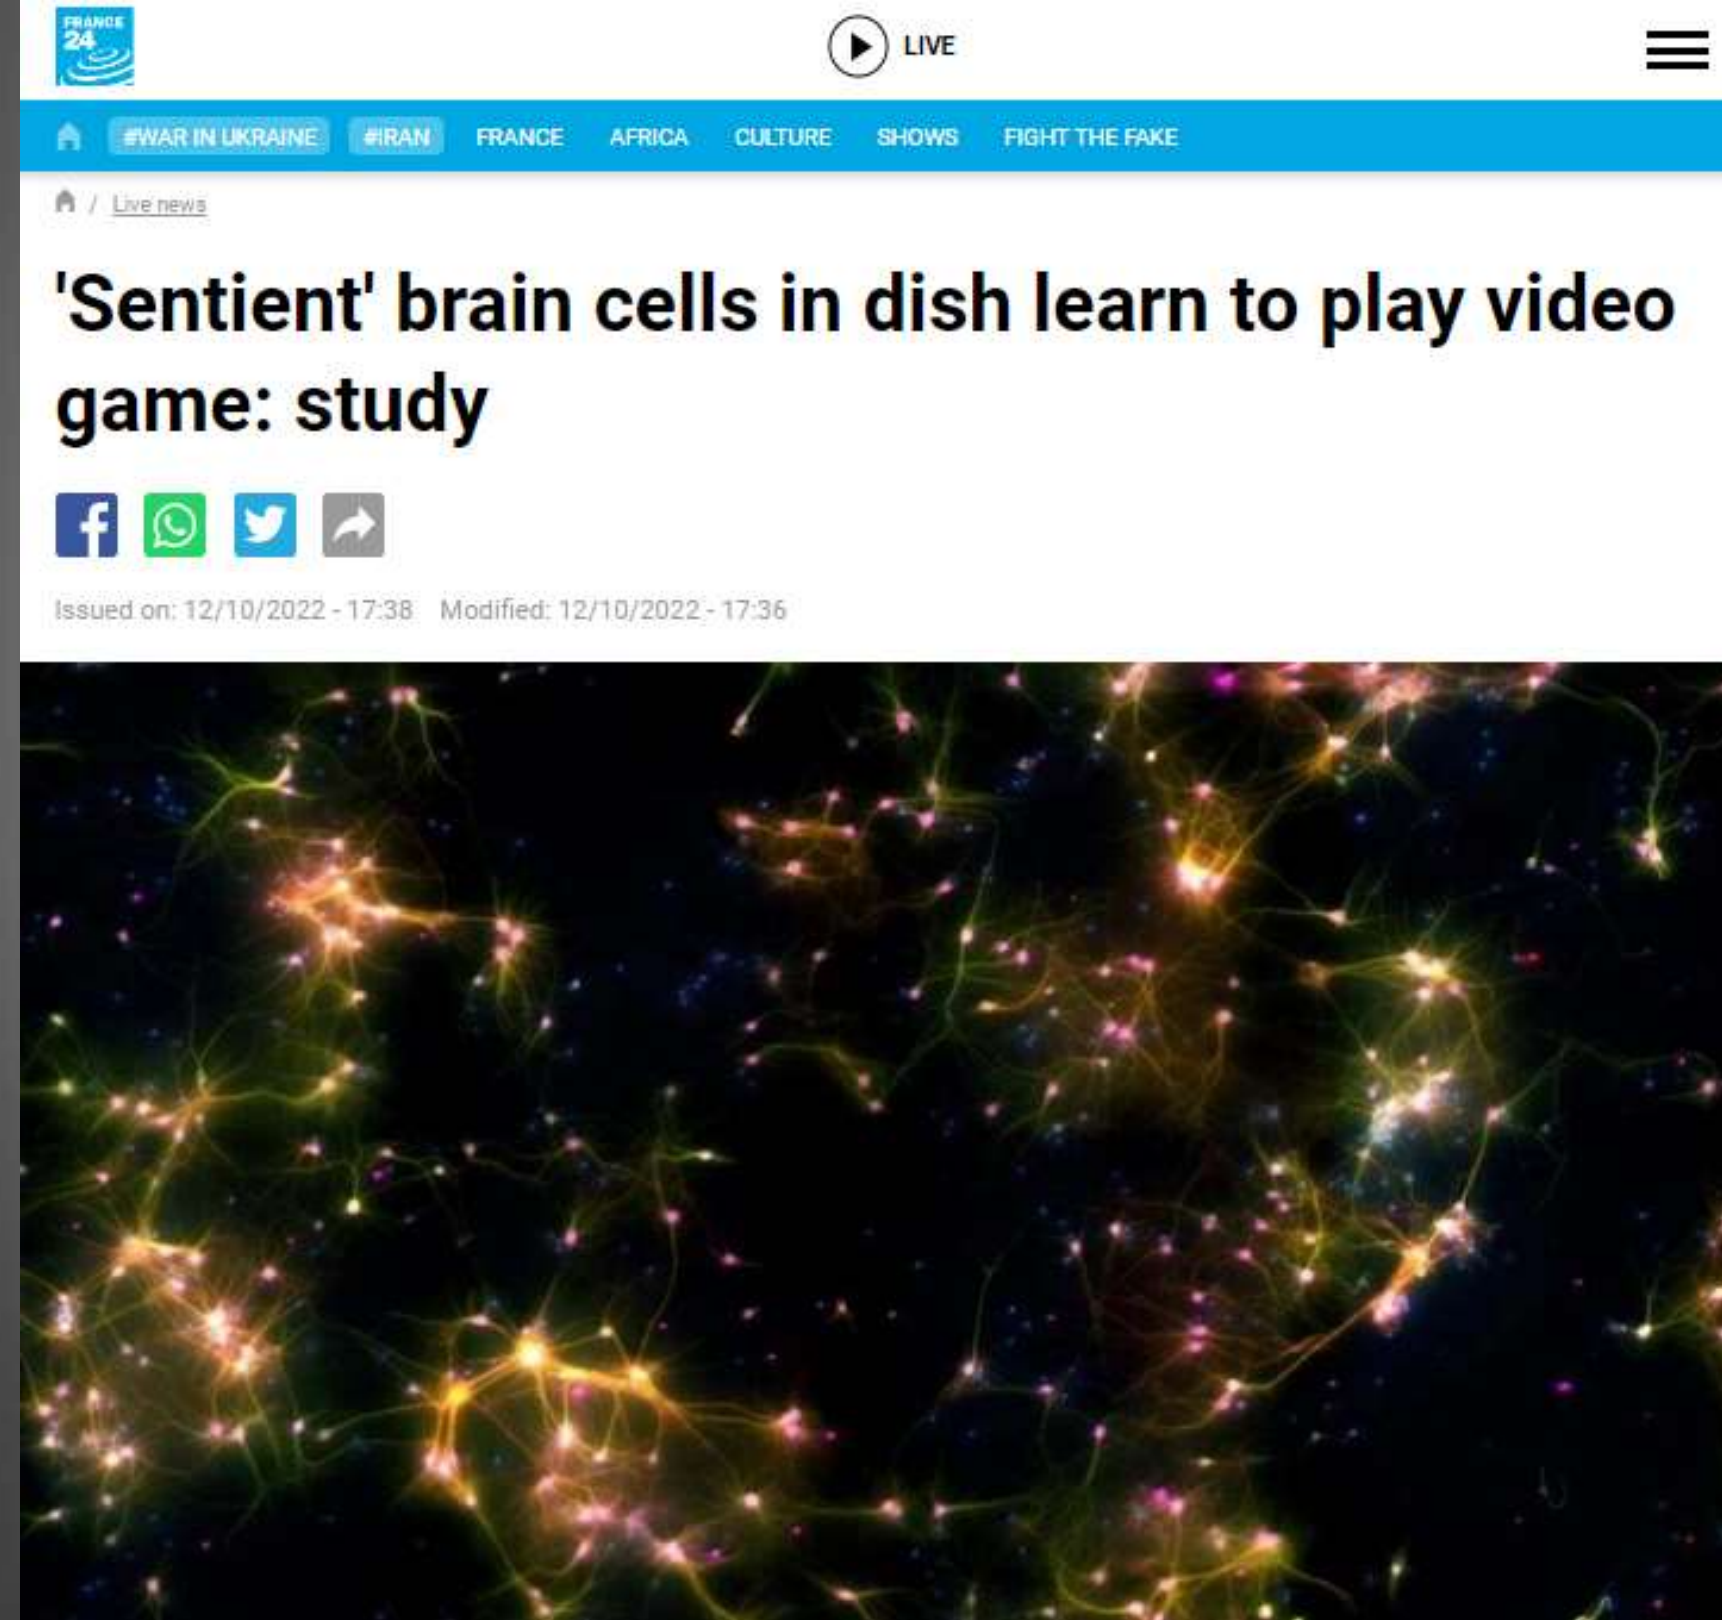 FRANCE
24
LIVE
#WAR IN UKRAINE #IRAN FRANCE AFRICA CULTURE SHOWS FIGHT THE FAKE
/ Live news
'Sentient' brain cells in dish learn to play video
game: study
Issued on: 12/10/2022 - 17:38 Modified: 12/10/2022 - 17:36